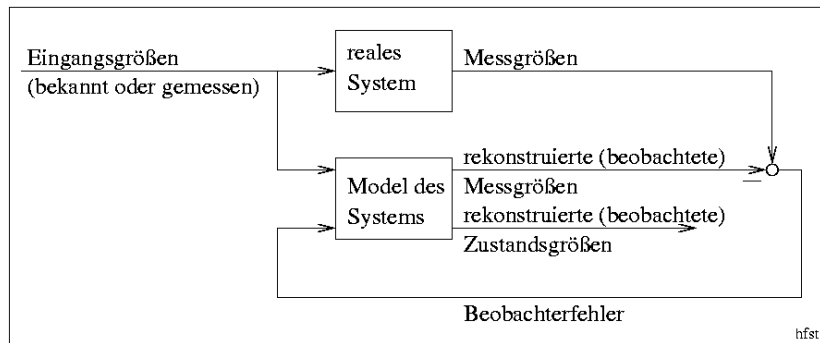 Eingangsgrößen
(bekannt oder gemessen)
reales
System
Messgrößen
Model des
Systems
rekonstruierte (beobachtete)
Messgrößen
rekonstruierte (beobachtete)
Zustandsgrößen
Beobachterfehler
hfst